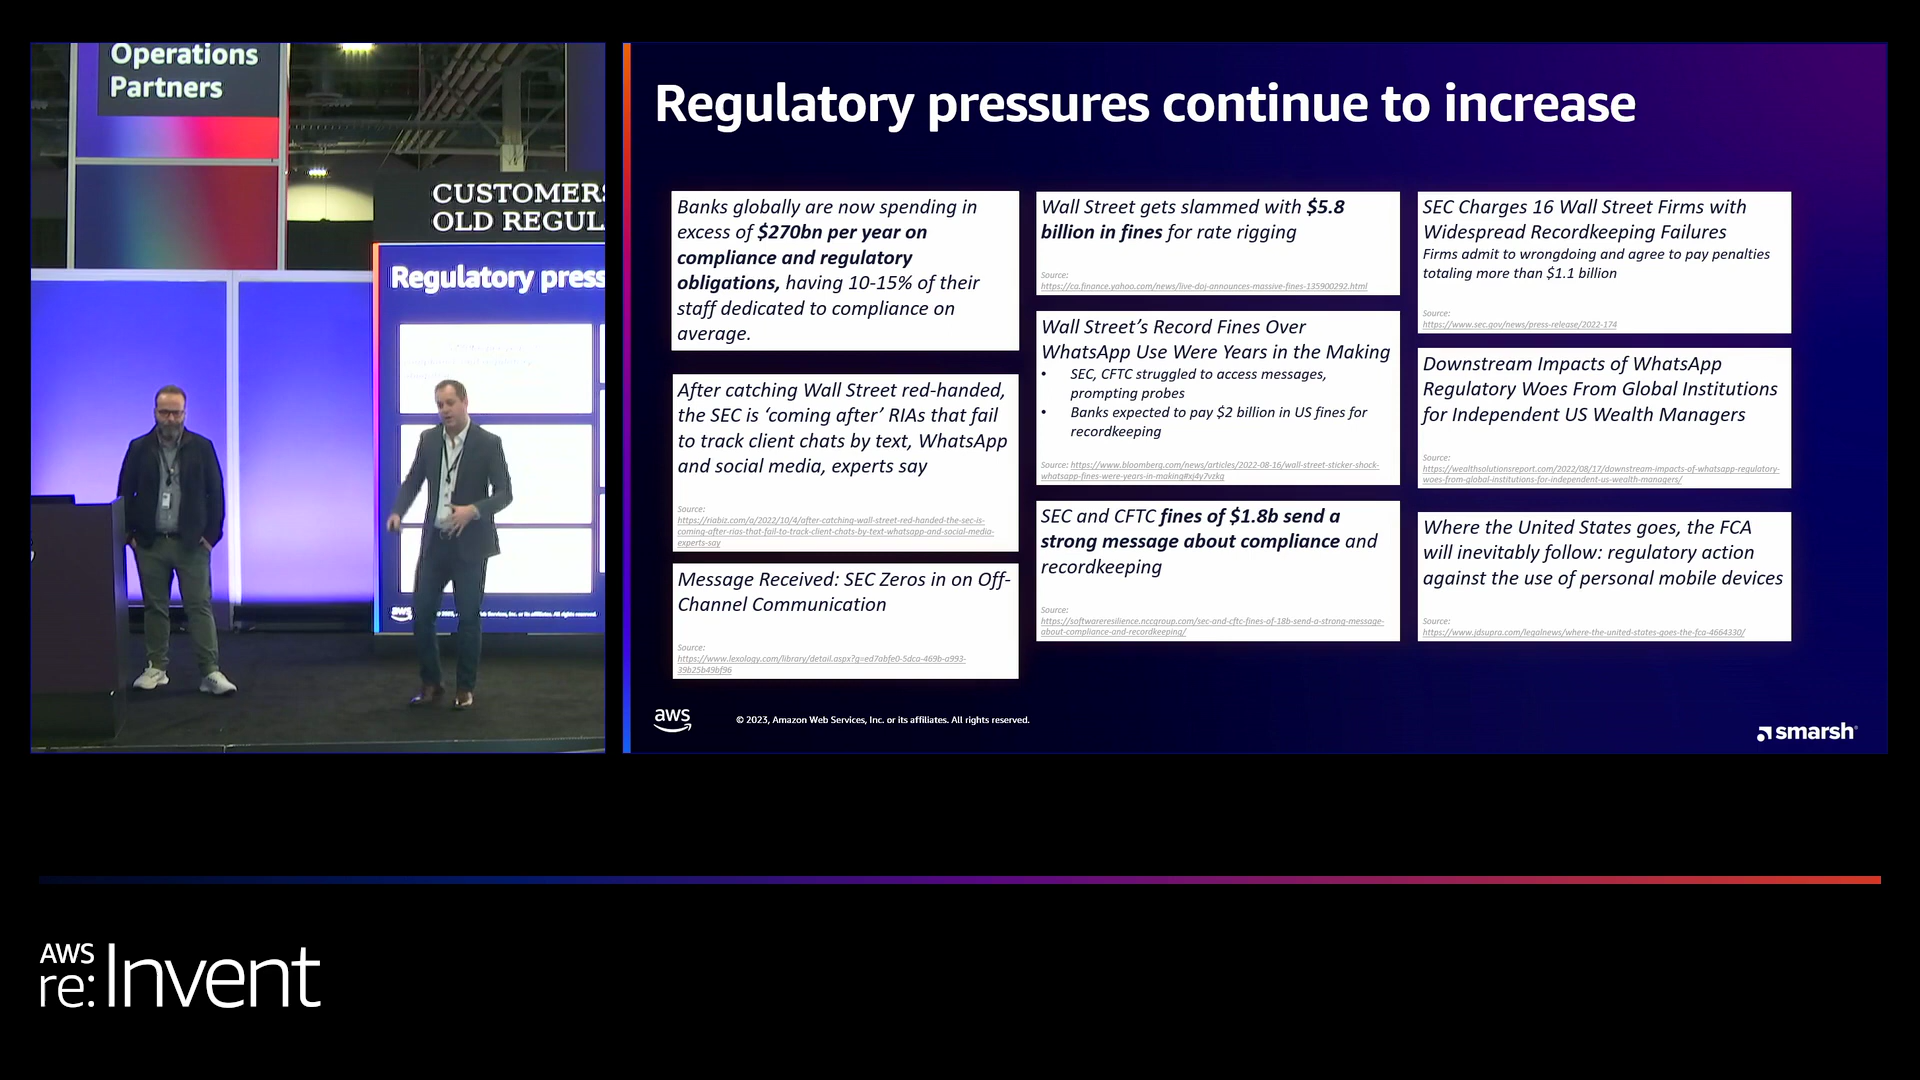 Operations
Partners
CUSTOMERS
OLD REGUL
Regulatory press
aws
Regulatory pressures continue to increase
Banks globally are now spending in
excess of $270bn per year on
compliance and regulatory
obligations, having 10-15% of their
staff dedicated to compliance on
average.
After catching Wall Street red-handed,
the SEC is ‘coming after’ RIAs that fail
to track client chats by text, WhatsApp
and social media, experts say
Source:
https://riabiz.com/a/2022/10/4/after-catching-wall-street-red-handed-the-sec-is-
coming-after-rias-that-fail-to-track-client-chats-by-text-whatsapp-and-social-media-
experts-say
Message Received: SEC Zeros in on Off-
Channel Communication
Source:
https://www.lexology.com/library/detail.aspx?g=ed7abfe0-5dca-469b-a993-
39b25b49bf96
Wall Street gets slammed with $5.8
billion in fines for rate rigging
Source:
https://ca.finance.yahoo.com/news/live-doj-announces-massive-fines-135900292.html
Wall Street’s Record Fines Over
WhatsApp Use Were Years in the Making
• SEC, CFTC struggled to access messages,
prompting probes
• Banks expected to pay $2 billion in US fines for
recordkeeping
Source: https://www.bloomberg.com/news/articles/2022-08-16/wall-street-sticker-shock-
whatsapp-fines-were-years-in-making#xj4y7vzkg
SEC and CFTC fines of $1.8b send a
strong message about compliance and
recordkeeping
Source:
https://softwareresilience.nccgroup.com/sec-and-cftc-fines-of-18b-send-a-strong-message-
about-compliance-and-recordkeeping/
SEC Charges 16 Wall Street Firms with
Widespread Recordkeeping Failures
Firms admit to wrongdoing and agree to pay penalties
totaling more than $1.1 billion
Source:
https://www.sec.gov/news/press-release/2022-174
Downstream Impacts of WhatsApp
Regulatory Woes From Global Institutions
for Independent US Wealth Managers
Source:
https://wealthsolutionsreport.com/2022/08/17/downstream-impacts-of-whatsapp-regulatory-
woes-from-global-institutions-for-independent-us-wealth-managers/
Where the United States goes, the FCA
will inevitably follow: regulatory action
against the use of personal mobile devices
Source:
https://www.jdsupra.com/legalnews/where-the-united-states-goes-the-fca-4664330/
aws
© 2023, Amazon Web Services, Inc. or its affiliates. All rights reserved.
smarsh
AWS
re:Invent